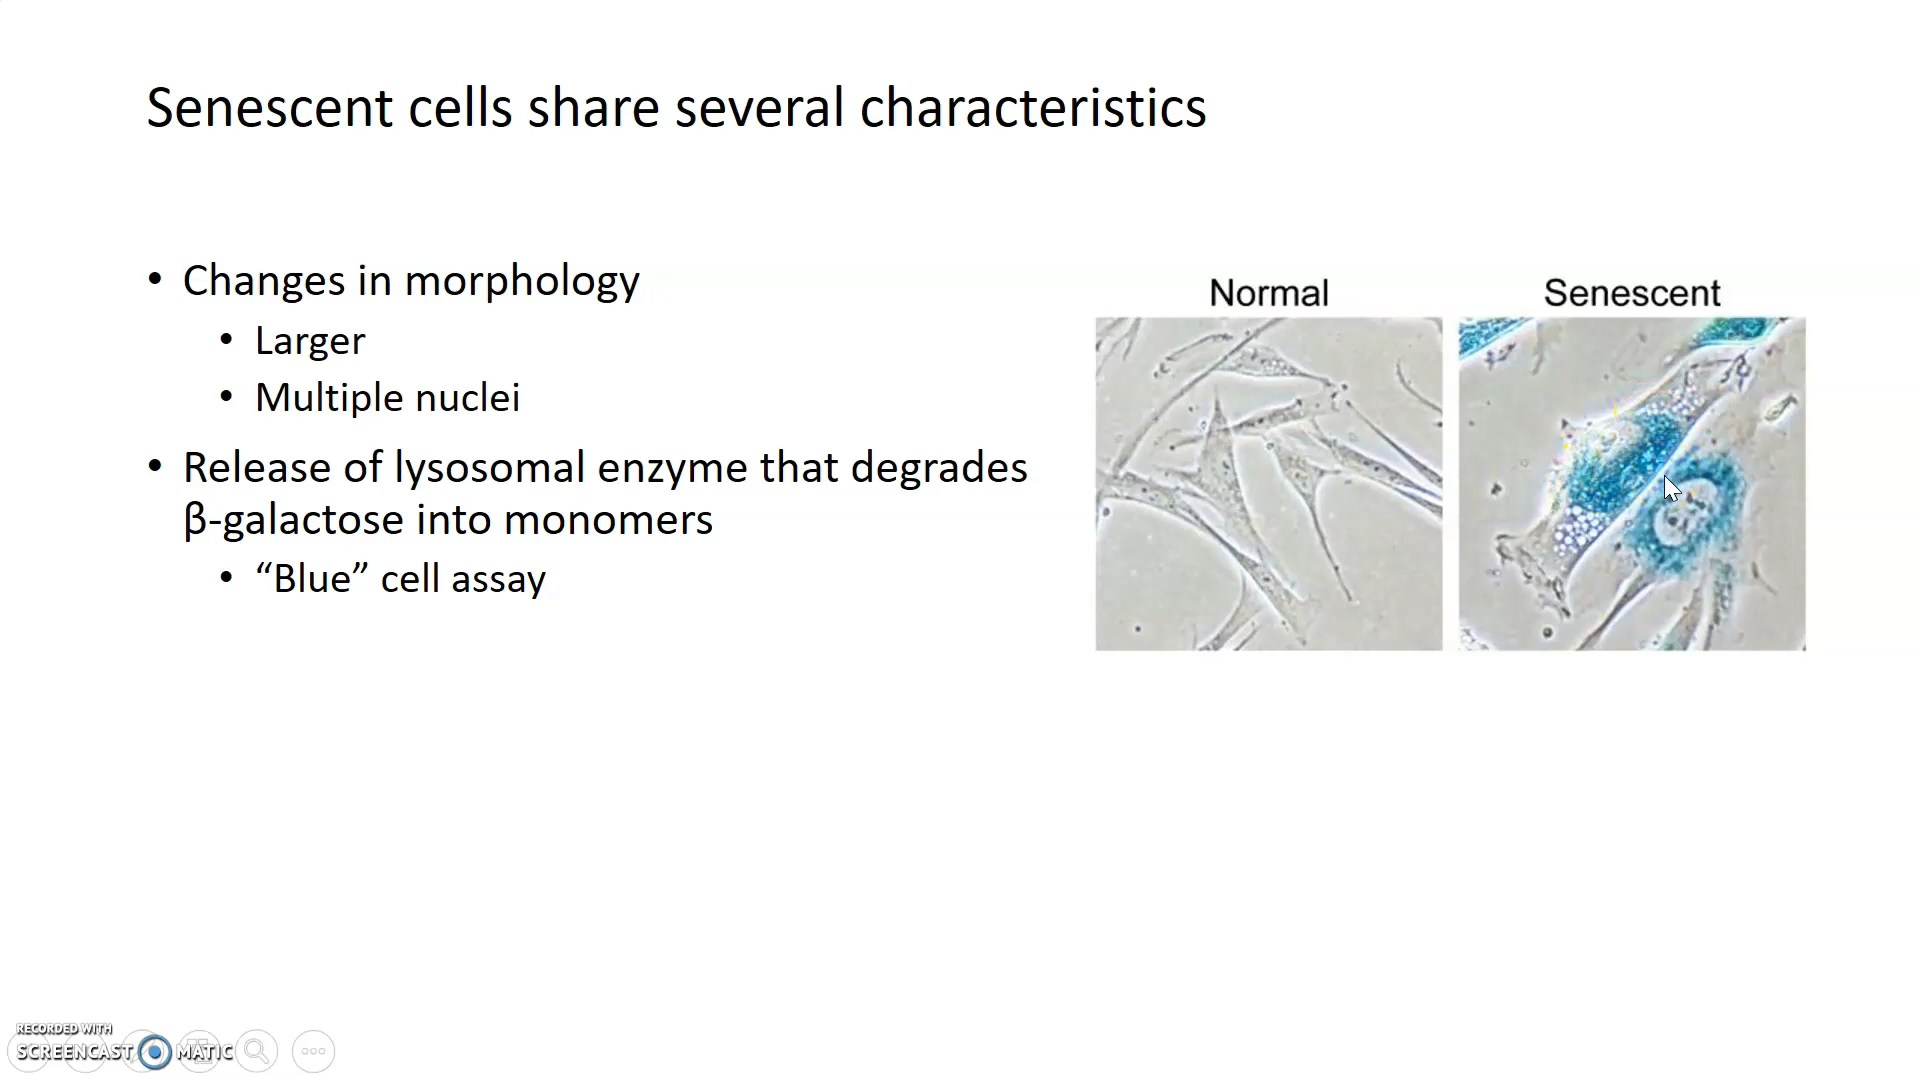 Senescent cells share several characteristics
• Changes in morphology
• Larger
• Multiple nuclei
• Release of lysosomal enzyme that degrades
β-galactose into monomers
• “Blue” cell assay
Normal
Senescent
RECORDED WITH
SCREENCAST MATIC